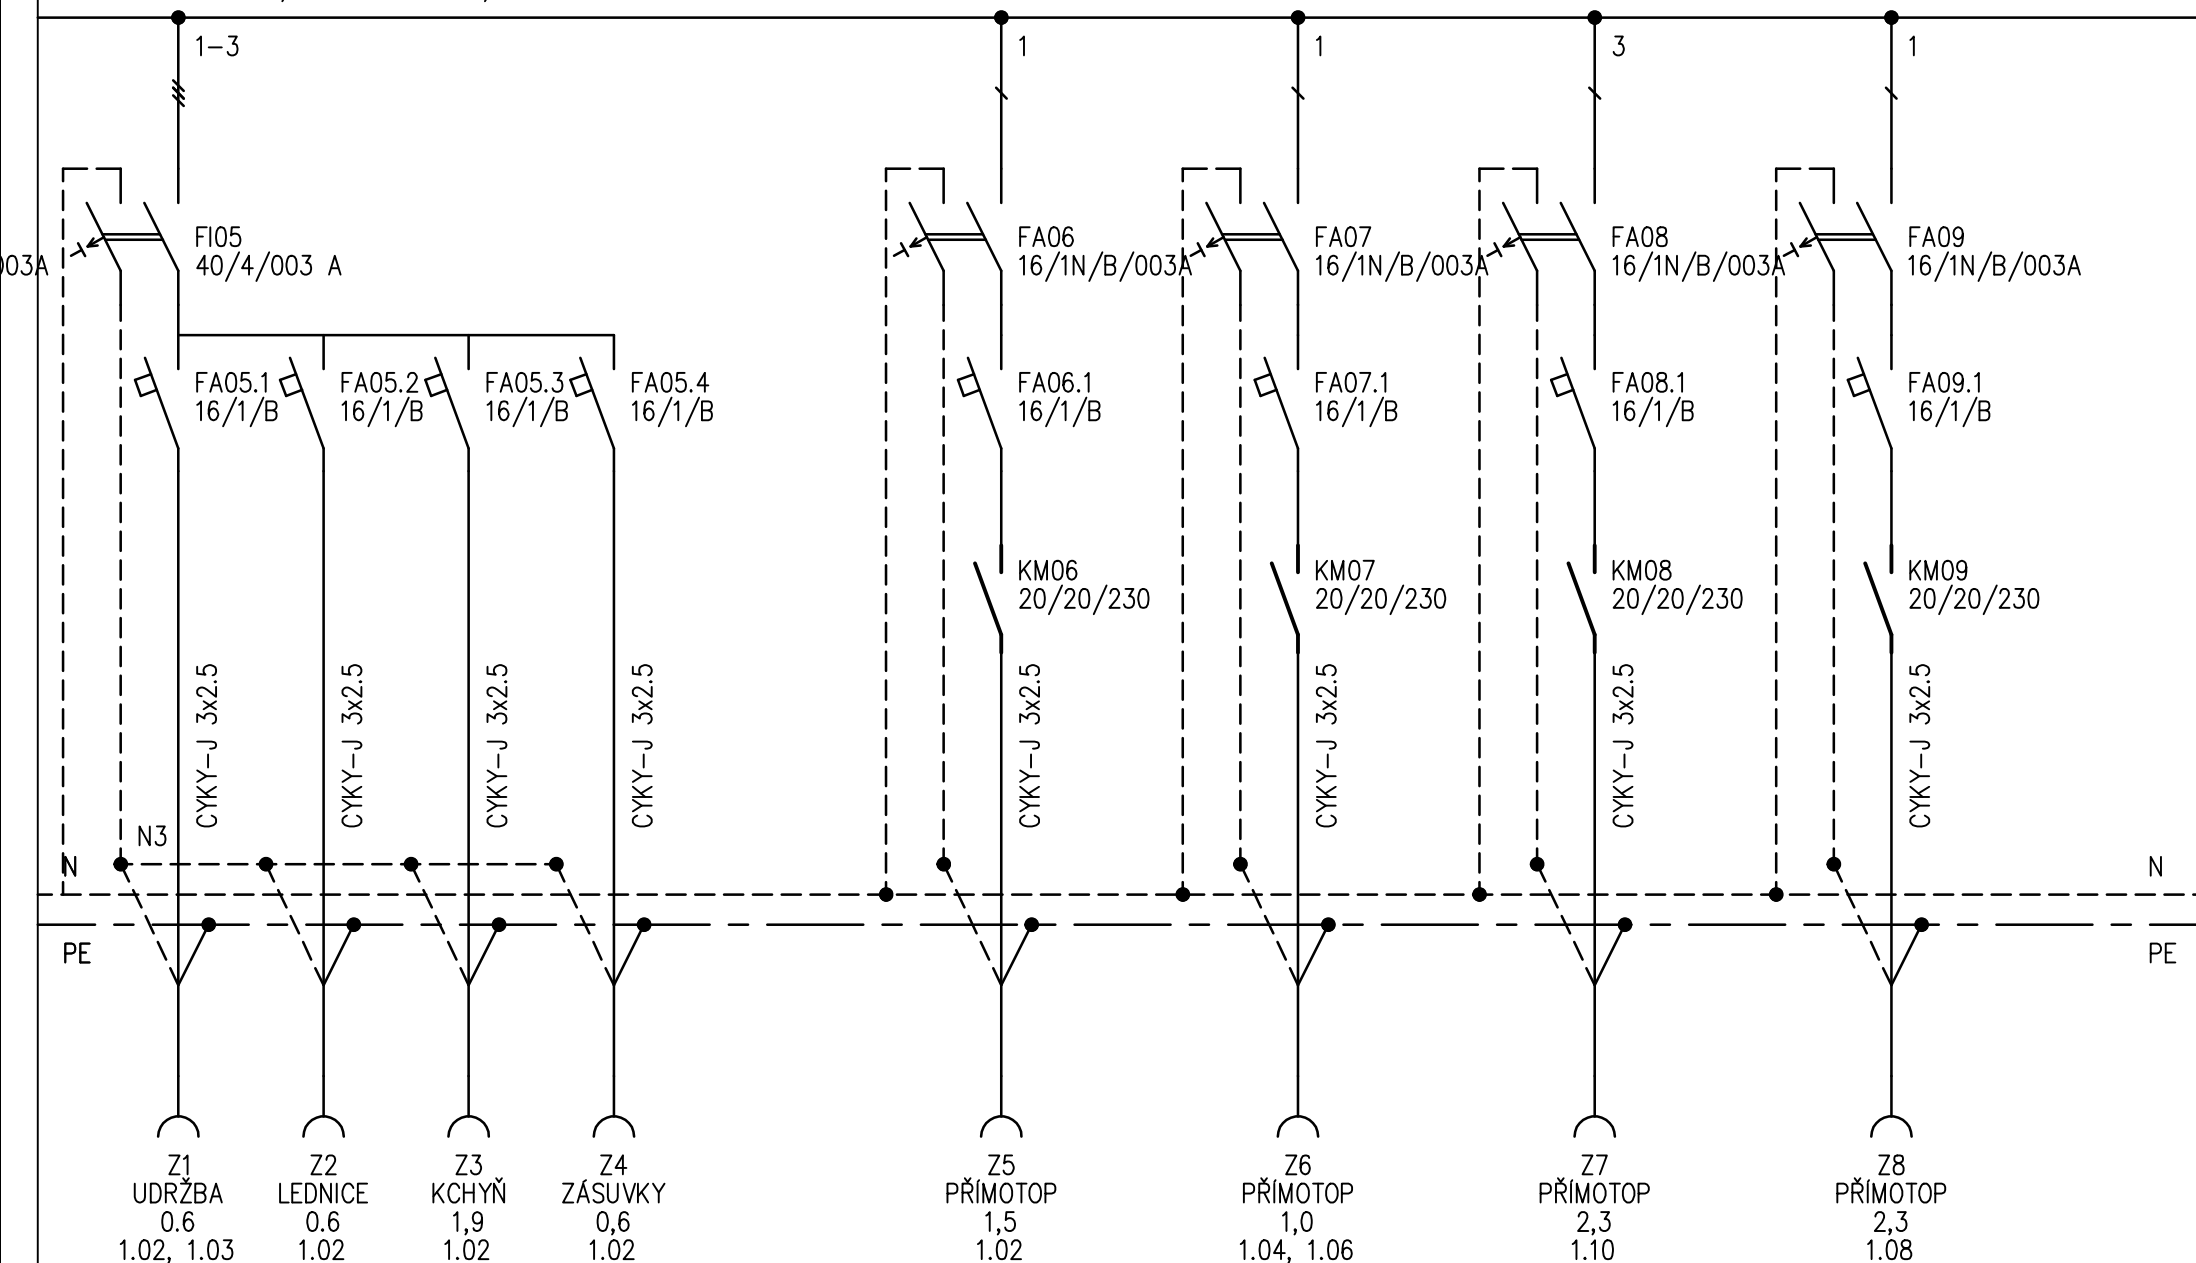 1-3
1
1
3
1
003A
FI05
40/4/003 A
FA06
16/1N/B/003A
FA07
16/1N/B/003A
FA08
16/1N/B/003A
FA09
16/1N/B/003A
FA05.1
16/1/B
FA05.2
16/1/B
FA05.3
16/1/B
FA05.4
16/1/B
FA06.1
16/1/B
FA07.1
16/1/B
FA08.1
16/1/B
FA09.1
16/1/B
KM06
20/20/230
KM07
20/20/230
KM08
20/20/230
KM09
20/20/230
CYKY-J 3x2.5
CYKY-J 3x2.5
CYKY-J 3x2.5
CYKY-J 3x2.5
CYKY-J 3x2.5
CYKY-J 3x2.5
CYKY-J 3x2.5
CYKY-J 3x2.5
N3
N
N
PE
PE
Z1
UDRŽBA
0.6
1.02, 1.03
Z2
LEDNICE
0.6
1.02
Z3
KCHYŇ
1,9
1.02
Z4
ZÁSUVKY
0,6
1.02
Z5
PŘÍMOTOP
1,5
1.02
Z6
PŘÍMOTOP
1,0
1.04, 1.06
Z7
PŘÍMOTOP
2,3
1.10
Z8
PŘÍMOTOP
2,3
1.08